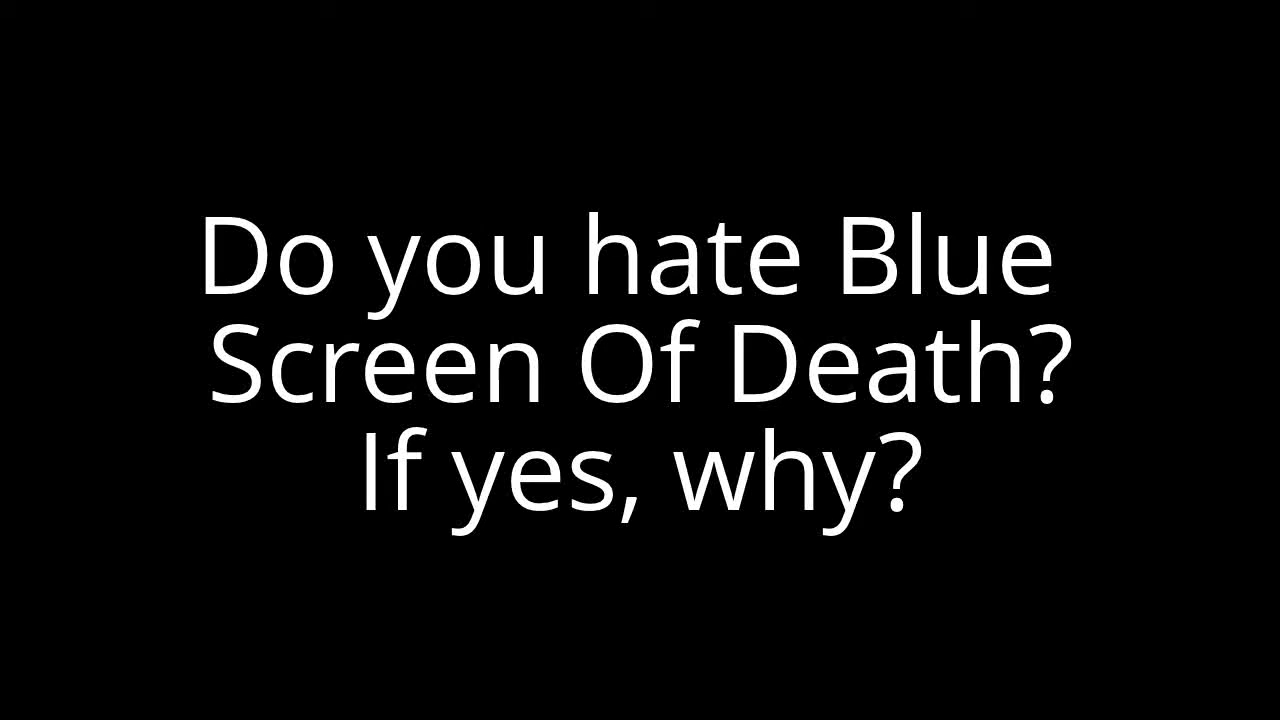 Do you hate Blue
Screen Of Death?
If yes, why?